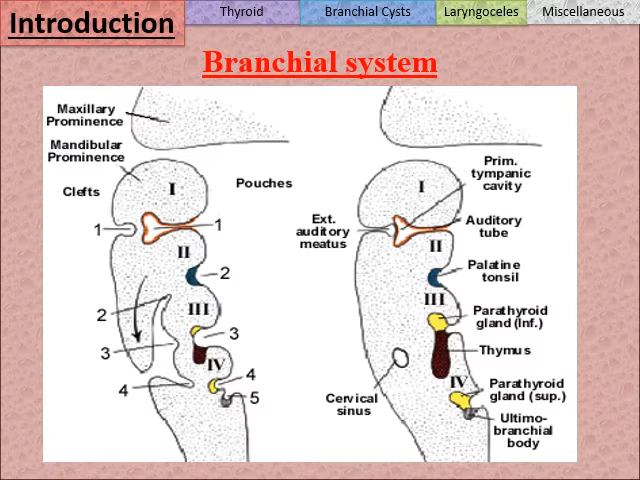 Introduction
Thyroid
Branchial Cysts
Laryngoceles
Miscellaneous
Branchial system
Maxillary
Prominence
Mandibular
Prominence
Clefts
Pouches
I
1
1
II
2
2
III
3
3
IV
4
4
5
I
Prim.
tympanic
cavity
Ext.
auditory
meatus
Auditory
tube
II
Palatine
tonsil
III
Parathyroid
gland (Inf.)
Thymus
IV
Parathyroid
gland (sup.)
Cervical
sinus
Ultimo-
branchial
body